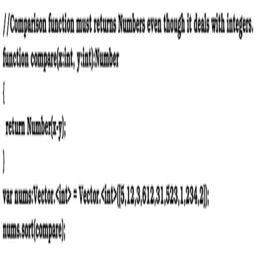 //Comparison function must returns Numbers even though it deals with integers.
function compare(x:int, y:int):Number
{
return Number(x-y);
}
var nums:Vector.<int> = Vector.<int>([5,12,3,612,31,523,1,234,2]);
nums.sort(compare);